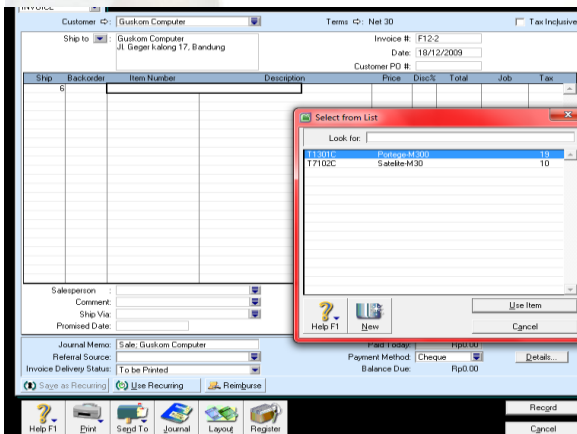 INVOICE
Customer ⇨: Guskom Computer
Terms ⇨: Net 30
Tax Inclusive
Ship to : Guskom Computer
Jl. Geger kalong 17, Bandung
Invoice #: F12-2
Date: 18/12/2009
Customer PO #:
Ship Backorder Item Number Description Price Disc% Total Job Tax
6
Select from List
Look for:
T1301C Portege-M300 19
T7102C Satelite-M30 10
Use Item
Help F1 New Cancel
Salesperson :
Comment:
Ship Via:
Promised Date:
Journal Memo: Sale; Guskom Computer
Paid Today: Rp0.00
Referral Source:
Payment Method: Cheque Details...
Invoice Delivery Status: To be Printed
Balance Due: Rp0.00
Save as Recurring Use Recurring Reimburse
Help F1 Print Send To Journal Layout Register
Record
Cancel